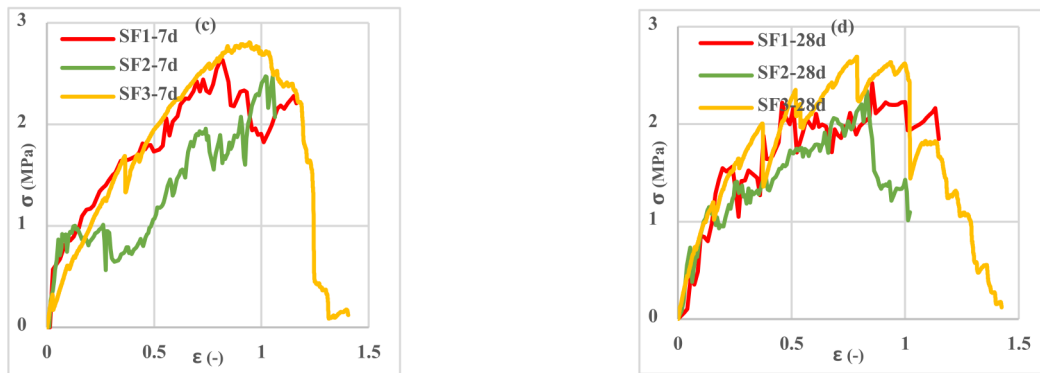 (c)
3
SF1-7d
SF2-7d
SF3-7d
2
σ (MPa)
1
0
0
0.5
1
1.5
ε (-)
(d)
3
SF1-28d
SF2-28d
SF3-28d
2
σ (MPa)
1
0
0
0.5
1
1.5
ε (-)